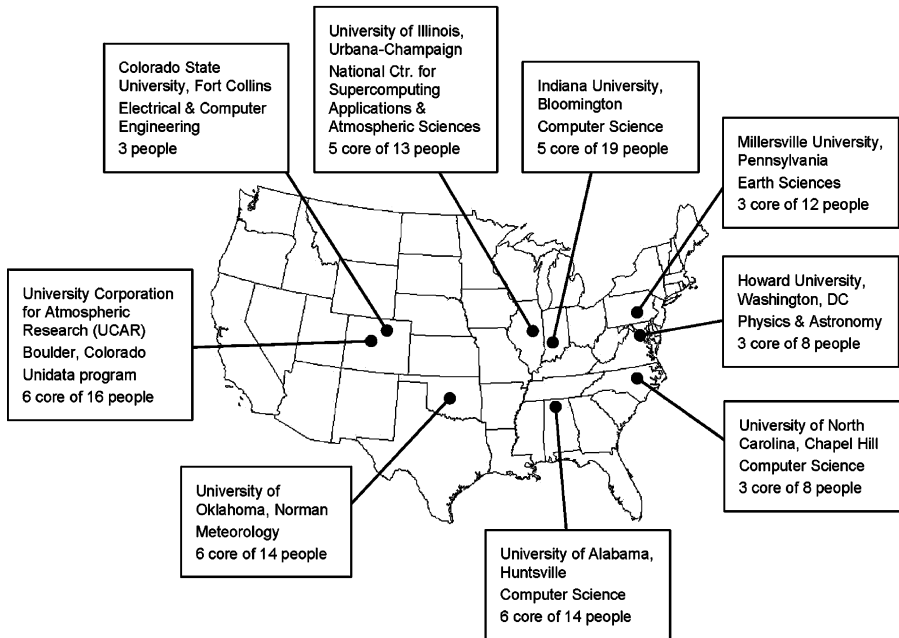 Colorado State
University, Fort Collins
Electrical & Computer
Engineering
3 people
University of Illinois,
Urbana-Champaign
National Ctr. for
Supercomputing
Applications &
Atmospheric Sciences
5 core of 13 people
Indiana University,
Bloomington
Computer Science
5 core of 19 people
Millersville University,
Pennsylvania
Earth Sciences
3 core of 12 people
University Corporation
for Atmospheric
Research (UCAR)
Boulder, Colorado
Unidata program
6 core of 16 people
Howard University,
Washington, DC
Physics & Astronomy
3 core of 8 people
University of North
Carolina, Chapel Hill
Computer Science
3 core of 8 people
University of
Oklahoma, Norman
Meteorology
6 core of 14 people
University of Alabama,
Huntsville
Computer Science
6 core of 14 people